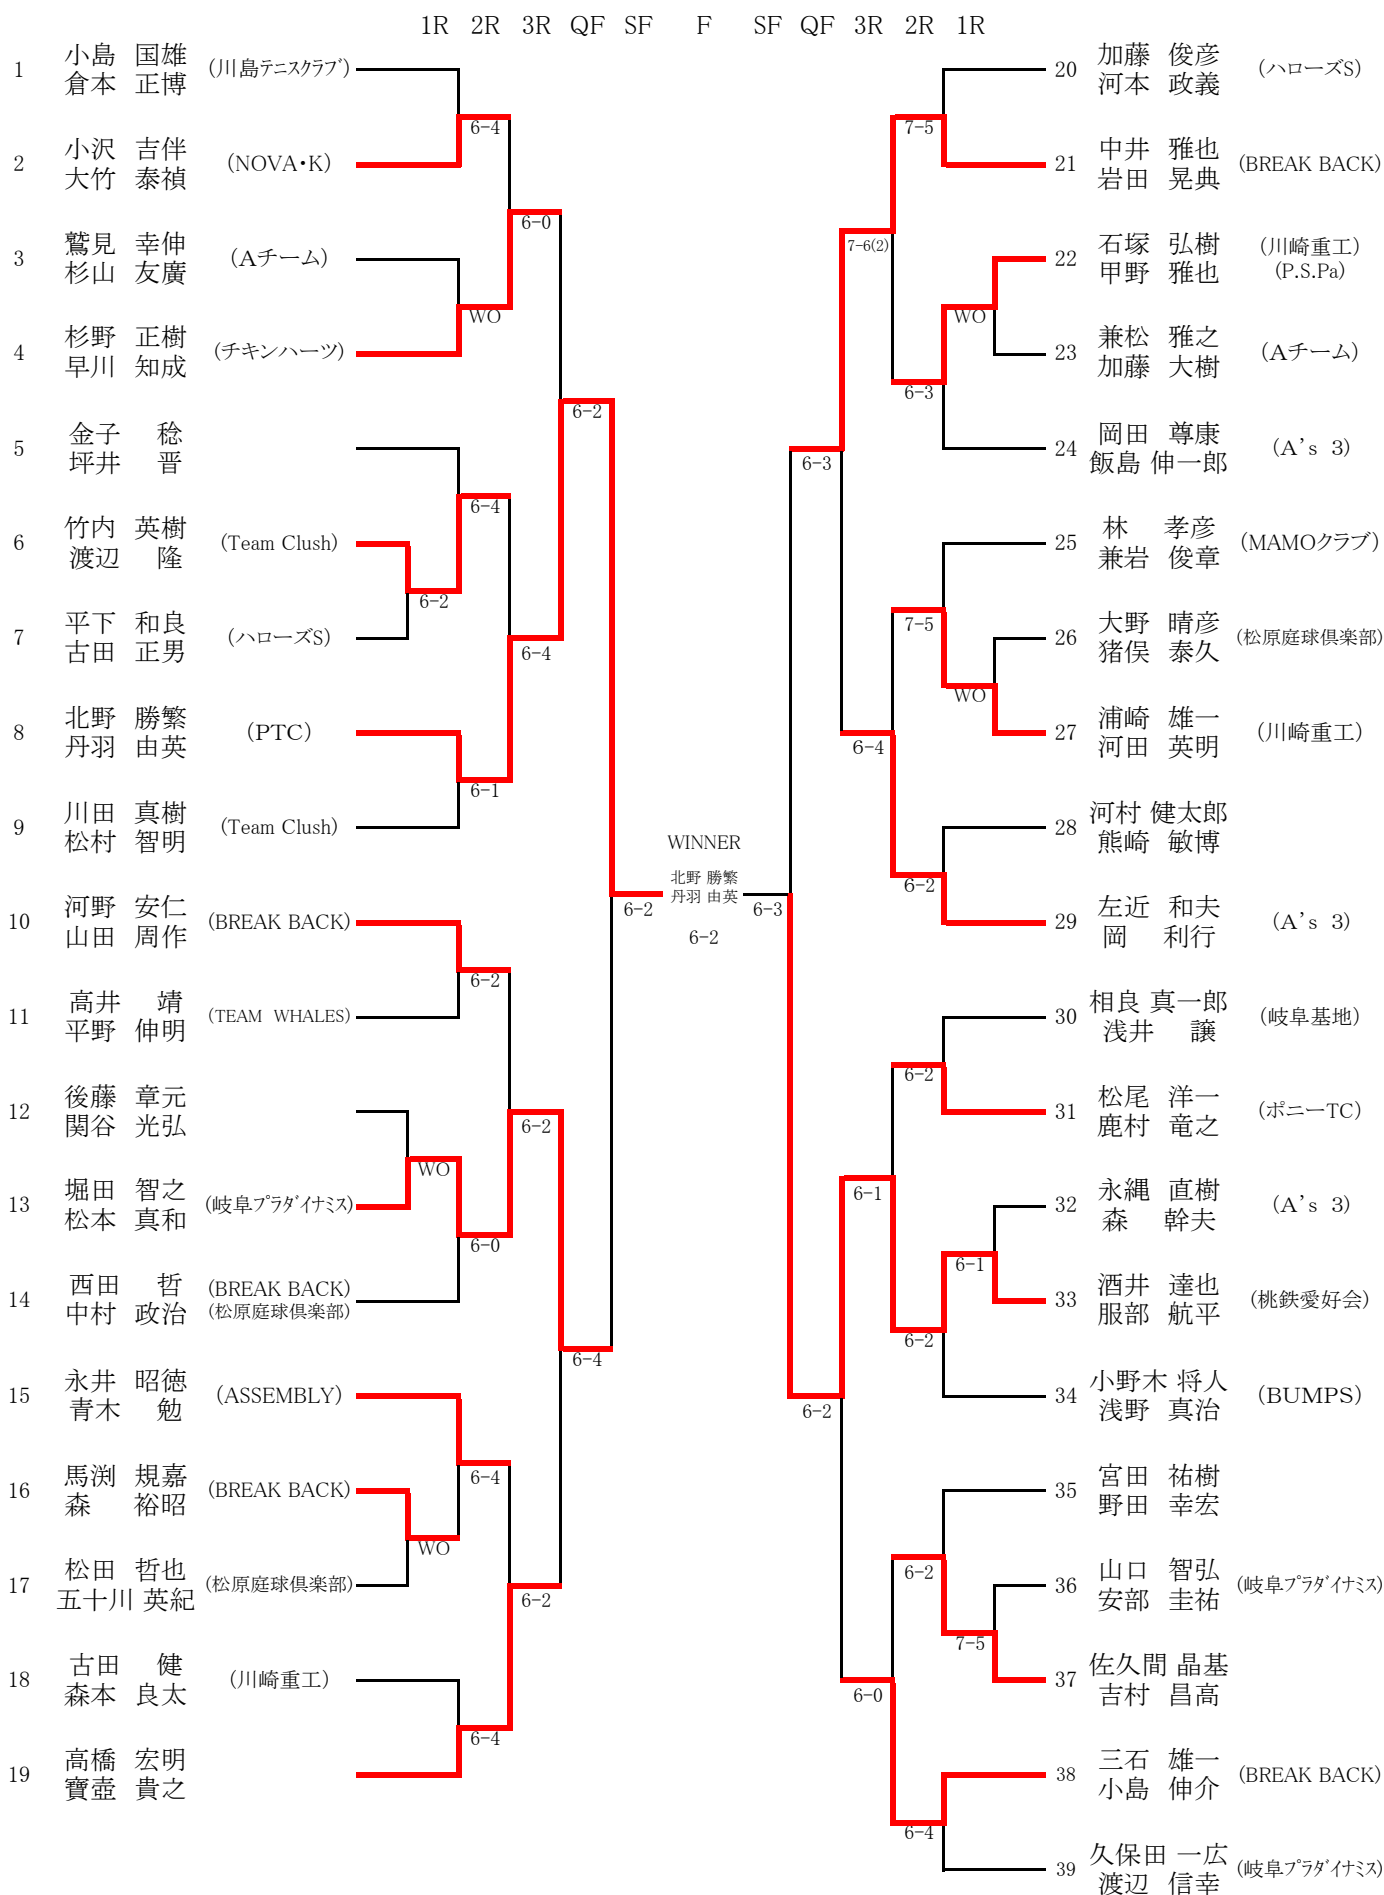 1R 2R 3R QF SF F SF QF 3R 2R 1R
1 小島 国雄 倉本 正博 (川島テニスクラブ)
2 小沢 吉伴 大竹 泰禎 (NOVA・K)
3 鷲見 幸伸 杉山 友廣 (Aチーム)
4 杉野 正樹 早川 知成 (チキンハーツ)
5 金子 稔 坪井 晋
6 竹内 英樹 渡辺 隆 (Team Clush)
7 平下 和良 古田 正男 (ハローズS)
8 北野 勝繁 丹羽 由英 (PTC)
9 川田 真樹 松村 智明 (Team Clush)
10 河野 安仁 山田 周作 (BREAK BACK)
11 高井 靖 平野 伸明 (TEAM WHALES)
12 後藤 章元 関谷 光弘
13 堀田 智之 松本 真和 (岐阜プラダイナミス)
14 西田 哲 中村 政治 (BREAK BACK) (松原庭球倶楽部)
15 永井 昭徳 青木 勉 (ASSEMBLY)
16 馬渕 規嘉 森 裕昭 (BREAK BACK)
17 松田 哲也 五十川 英紀 (松原庭球倶楽部)
18 古田 健 森本 良太 (川崎重工)
19 高橋 宏明 寶壺 貴之
6-2
WO
WO
6-4
WO
6-4
6-1
6-2
6-0
6-4
6-4
6-0
6-4
6-2
6-2
6-2
6-4
6-2
WINNER
北野 勝繁
丹羽 由英
6-2
6-3
6-3
6-2
7-6(2)
6-4
6-1
6-0
7-5
6-3
7-5
6-2
6-2
6-2
6-2
6-4
WO
WO
6-1
7-5
20 加藤 俊彦 河本 政義 (ハローズS)
21 中井 雅也 岩田 晃典 (BREAK BACK)
22 石塚 弘樹 甲野 雅也 (川崎重工) (P.S.Pa)
23 兼松 雅之 加藤 大樹 (Aチーム)
24 岡田 尊康 飯島 伸一郎 (A's 3)
25 林 孝彦 兼岩 俊章 (MAMOクラブ)
26 大野 晴彦 猪俣 泰久 (松原庭球倶楽部)
27 浦崎 雄一 河田 英明 (川崎重工)
28 河村 健太郎 熊崎 敏博
29 左近 和夫 岡 利行 (A's 3)
30 相良 真一郎 浅井 譲 (岐阜基地)
31 松尾 洋一 鹿村 竜之 (ポニーTC)
32 永縄 直樹 森 幹夫 (A's 3)
33 酒井 達也 服部 航平 (桃鉄愛好会)
34 小野木 将人 浅野 真治 (BUMPS)
35 宮田 祐樹 野田 幸宏
36 山口 智弘 安部 圭祐 (岐阜プラダイナミス)
37 佐久間 晶基 吉村 昌高
38 三石 雄一 小島 伸介 (BREAK BACK)
39 久保田 一広 渡辺 信幸 (岐阜プラダイナミス)